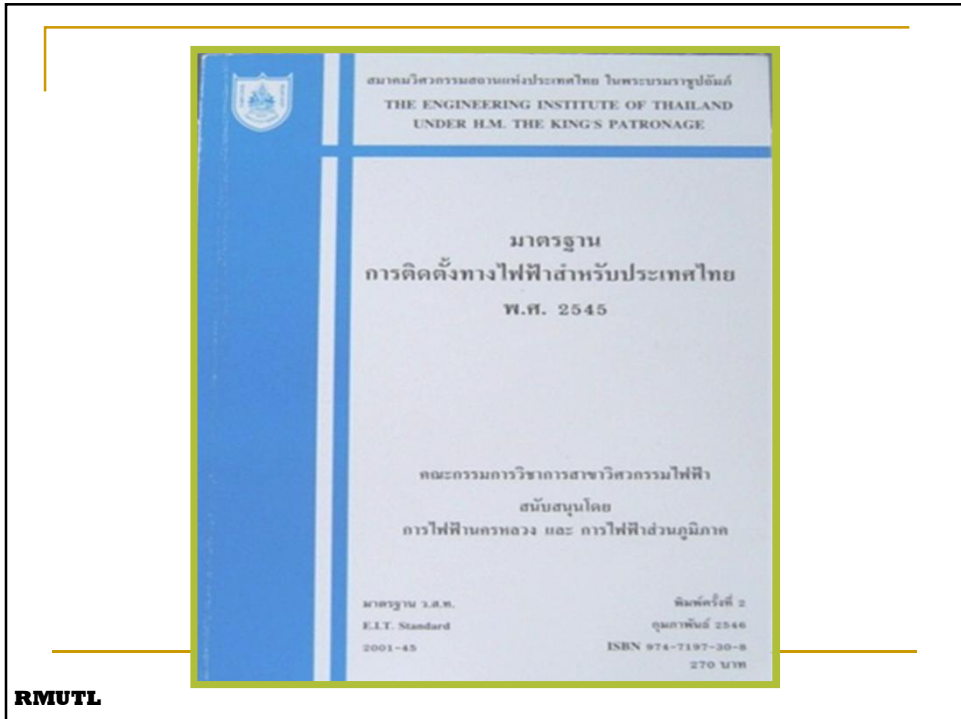 สมาคมวิศวกรรมสถานแห่งประเทศไทย ในพระบรมราชูปถัมภ์
THE ENGINEERING INSTITUTE OF THAILAND
UNDER H.M. THE KING'S PATRONAGE
มาตรฐาน
การติดตั้งทางไฟฟ้าสำหรับประเทศไทย
พ.ศ. 2545
คณะกรรมการวิชาการสาขาวิศวกรรมไฟฟ้า
สนับสนุนโดย
การไฟฟ้านครหลวง และ การไฟฟ้าส่วนภูมิภาค
มาตรฐาน ว.ส.ท.
E.I.T. Standard
2001-45
พิมพ์ครั้งที่ 2
กุมภาพันธ์ 2546
ISBN 974-7197-30-8
270 บาท
RMUTL